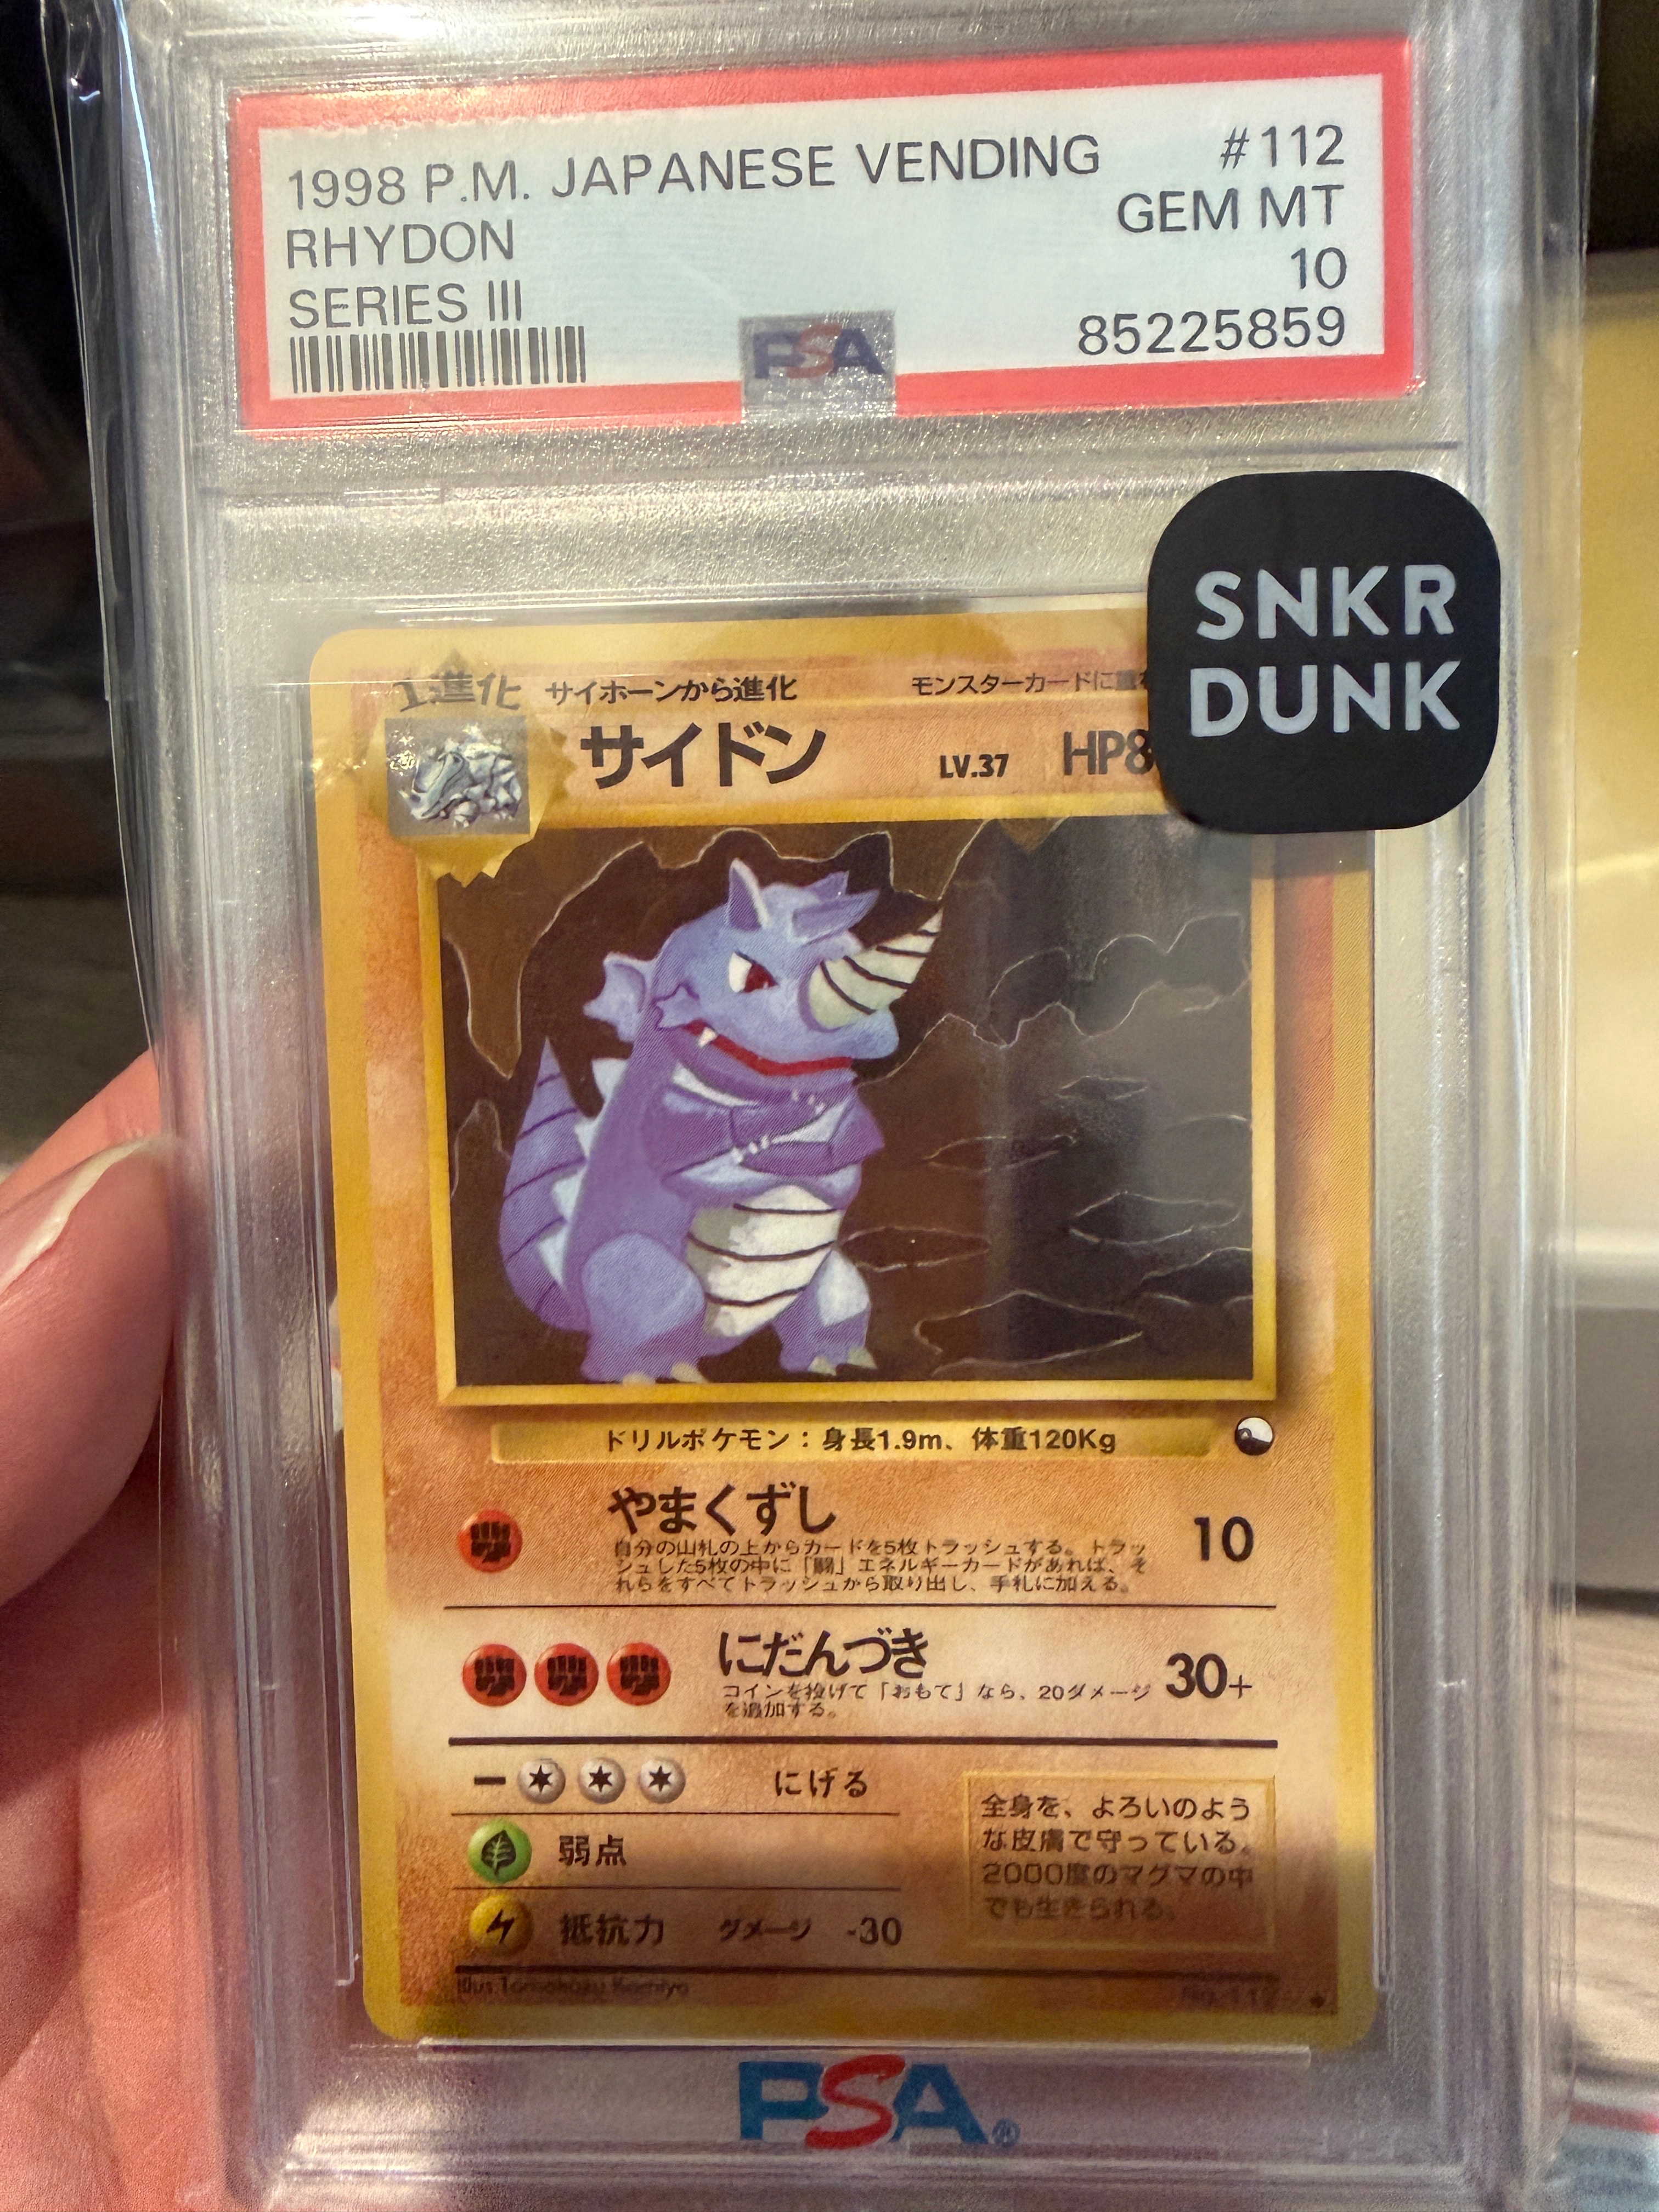 1998 P.M. JAPANESE VENDING #112
RHYDON GEM MT
SERIES III 10
85225859
PSA
SNKR
DUNK
1進化 サイホーンから進化 モンスターカードに重
サイドン LV.37 HP8
ドリルポケモン：身長1.9m、体重120Kg
やまくずし 10
自分の山札の上からカードを5枚トラッシュする。トラッ
シュした5枚の中に「闘」エネルギーカードがあれば、そ
れらをすべてトラッシュから取り出し、手札に加える。
にだんづき 30+
コインを投げて「おもて」なら、20ダメージ
を追加する。
にげる
弱点
抵抗力 ダメージ -30
全身を、よろいのよう
な皮膚で守っている。
2000度のマグマの中
でも生きられる。
Illus.Tomokazu Komiya
No.112
PSA®